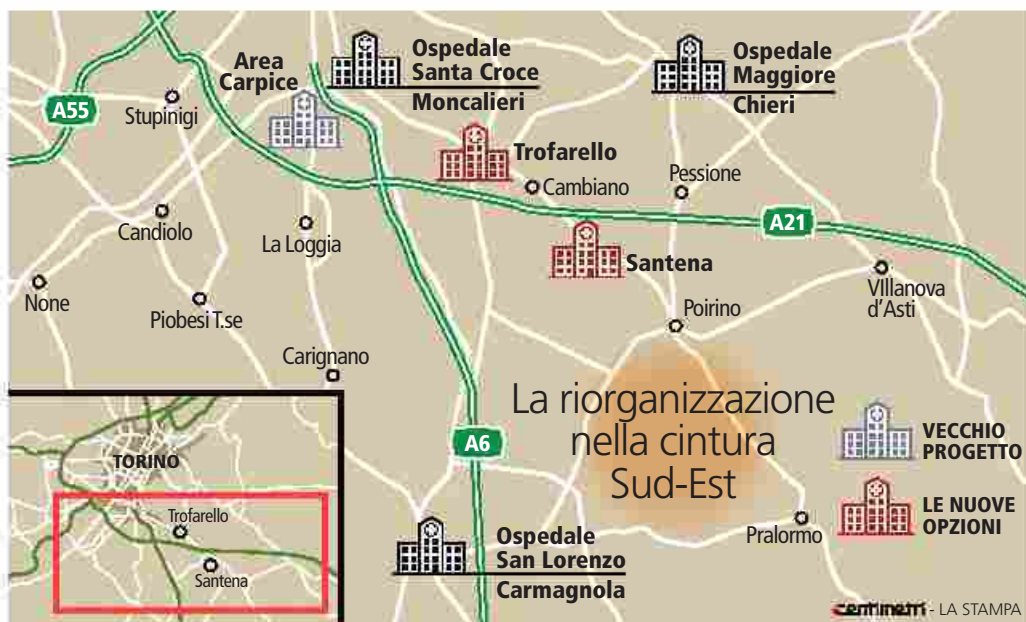 Area
Carpice
Ospedale
Santa Croce
Moncalieri
Ospedale
Maggiore
Chieri
A55
Stupinigi
Trofarello
Cambiano
Pessione
Candiolo
La Loggia
A21
Santena
None
Piobesi T.se
Poirino
VIllanova
d'Asti
Carignano
La riorganizzazione
nella cintura
Sud-Est
A6
VECCHIO
PROGETTO
LE NUOVE
OPZIONI
TORINO
Trofarello
Santena
Ospedale
San Lorenzo
Carmagnola
Pralormo
centimetri - LA STAMPA